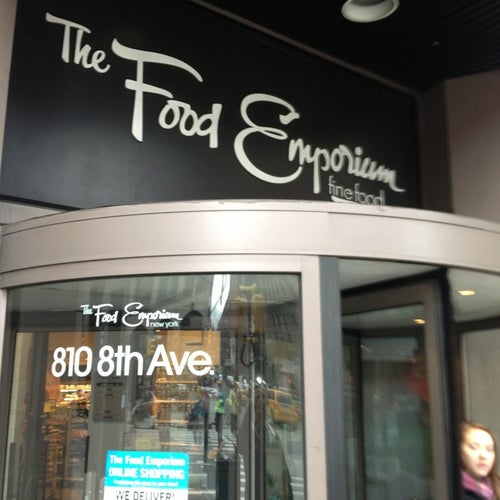 The Food Emporium
fine food
The Food Emporium
new york
810 8th Ave.
The Food Emporium
ONLINE SHOPPING
WE DELIVER!